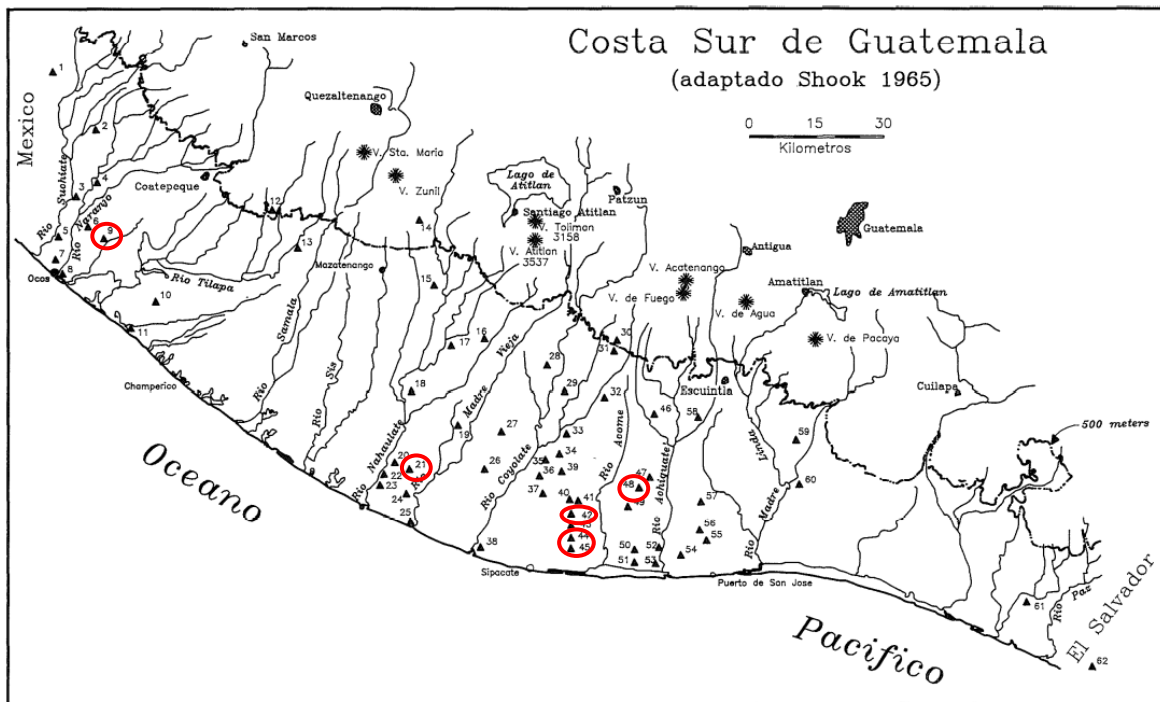 Costa Sur de Guatemala
(adaptado Shook 1965)
0 15 30
Kilometros
San Marcos
Mexico
1
Quezaltenango
2
V. Sta. Maria
V. Zunil
Lago de
Atitlan
Patzun
Guatemala
Rio Suchiate
Rio Naranjo
Coatepeque
3
4
5
6
7
8
9
12
13
14
Santiago Atitlan
V. Toliman
3158
V. Atitlan
3537
Antigua
V. Acatenango
V. de Fuego
Amatitlan
Lago de Amatitlan
V. de Agua
V. de Pacaya
Ocos
Rio Tilapa
Mazatenango
10
11
15
16
17
Champerico
Rio Samala
Rio Sis
18
Rio Nahualate
19
Rio Madre Vieja
20
21
22
23
24
25
26
27
28
29
30
31
32
33
34
35
36
37
38
39
40
41
42
43
44
45
Rio Coyolate
Rio Acome
Escuintla
46
47
48
49
50
51
52
53
54
55
56
57
58
Rio Achiguate
Rio Madre Linda
59
60
Cuilapa
500 meters
Sipacate
Puerto de San Jose
61
Rio Paz
El Salvador
62
Oceano
Pacifico